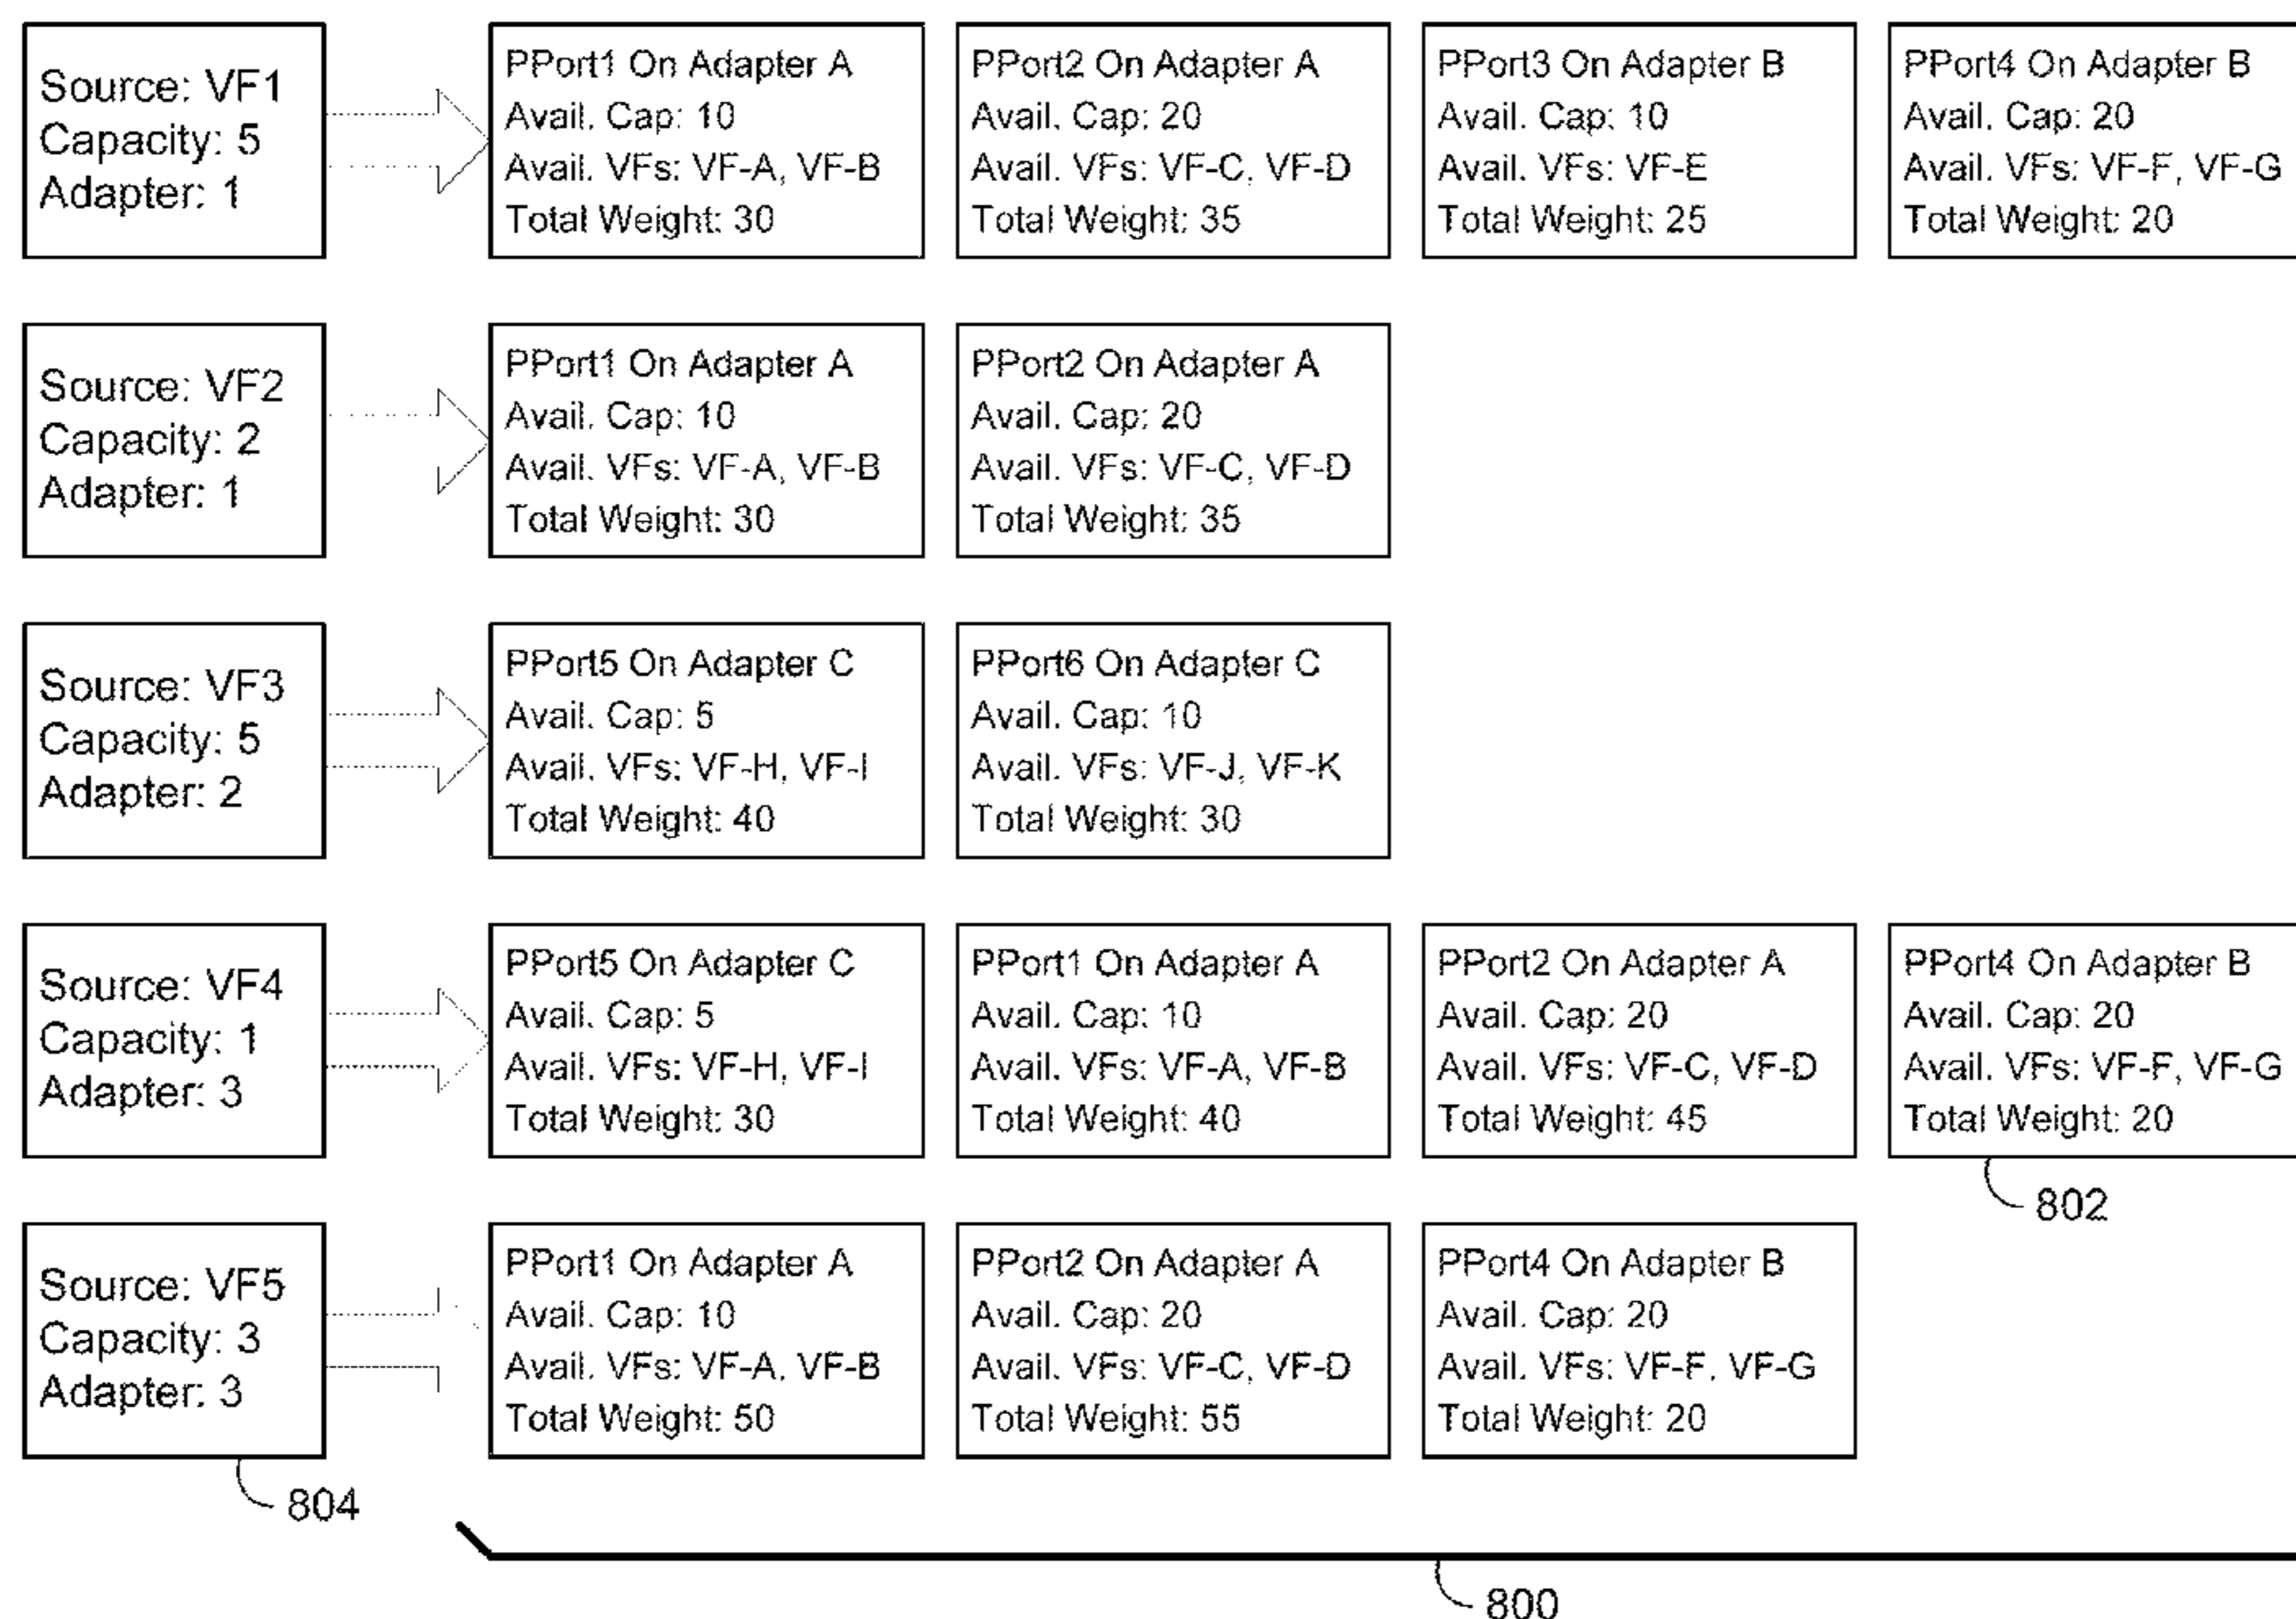 Source: VF1
Capacity: 5
Adapter: 1
PPort1 On Adapter A
Avail. Cap: 10
Avail. VFs: VF-A, VF-B
Total Weight: 30
PPort2 On Adapter A
Avail. Cap: 20
Avail. VFs: VF-C, VF-D
Total Weight: 35
PPort3 On Adapter B
Avail. Cap: 10
Avail. VFs: VF-E
Total Weight: 25
PPort4 On Adapter B
Avail. Cap: 20
Avail. VFs: VF-F, VF-G
Total Weight: 20
Source: VF2
Capacity: 2
Adapter: 1
PPort1 On Adapter A
Avail. Cap: 10
Avail. VFs: VF-A, VF-B
Total Weight: 30
PPort2 On Adapter A
Avail. Cap: 20
Avail. VFs: VF-C, VF-D
Total Weight: 35
Source: VF3
Capacity: 5
Adapter: 2
PPort5 On Adapter C
Avail. Cap: 5
Avail. VFs: VF-H, VF-I
Total Weight: 40
PPort6 On Adapter C
Avail. Cap: 10
Avail. VFs: VF-J, VF-K
Total Weight: 30
Source: VF4
Capacity: 1
Adapter: 3
PPort5 On Adapter C
Avail. Cap: 5
Avail. VFs: VF-H, VF-I
Total Weight: 30
PPort1 On Adapter A
Avail. Cap: 10
Avail. VFs: VF-A, VF-B
Total Weight: 40
PPort2 On Adapter A
Avail. Cap: 20
Avail. VFs: VF-C, VF-D
Total Weight: 45
PPort4 On Adapter B
Avail. Cap: 20
Avail. VFs: VF-F, VF-G
Total Weight: 20
802
Source: VF5
Capacity: 3
Adapter: 3
PPort1 On Adapter A
Avail. Cap: 10
Avail. VFs: VF-A, VF-B
Total Weight: 50
PPort2 On Adapter A
Avail. Cap: 20
Avail. VFs: VF-C, VF-D
Total Weight: 55
PPort4 On Adapter B
Avail. Cap: 20
Avail. VFs: VF-F, VF-G
Total Weight: 20
804
800